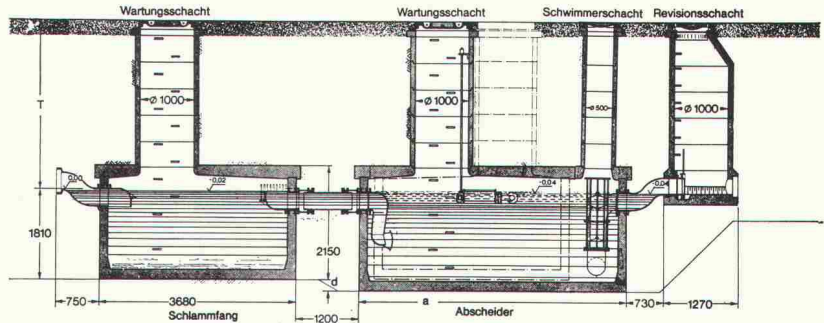 Wartungsschacht
Wartungsschacht
Schwimmerschacht
Revisionsschacht
T
Ø 1000
Ø 1000
Ø 500
Ø 1000
0,00
-0,02
-0,04
-0,04
1810
2150
d
750
3680
1200
a
730
1270
Schlammfang
Abscheider